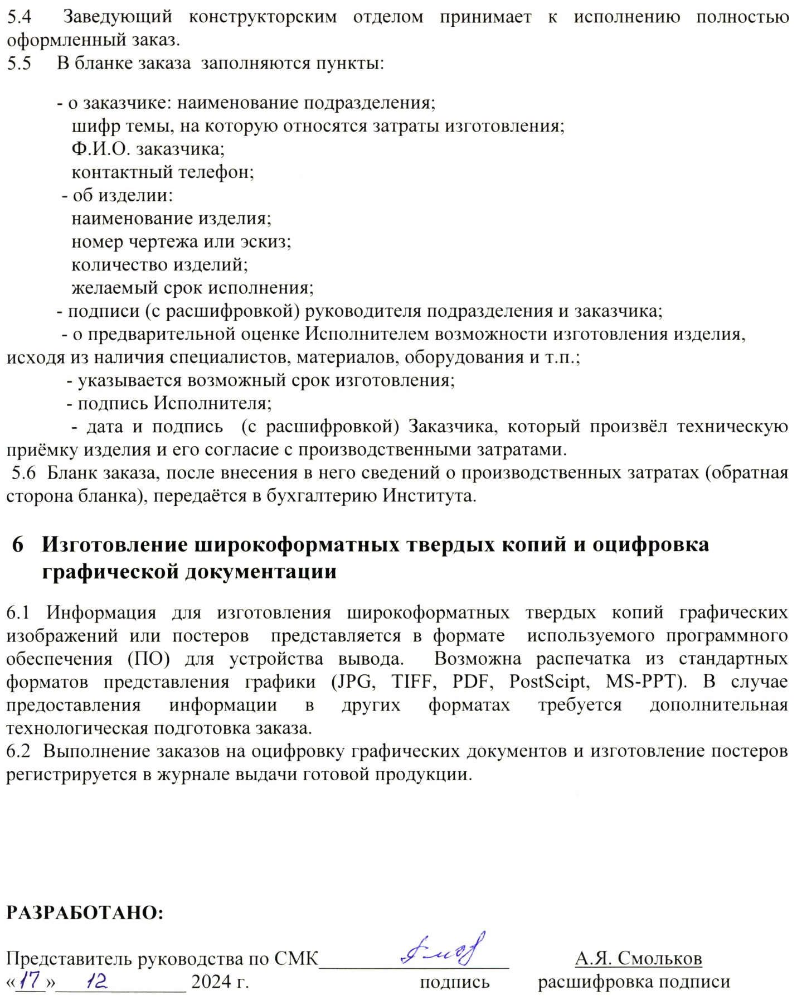 5.4 Заведующий конструкторским отделом принимает к исполнению полностью
оформленный заказ.
5.5 В бланке заказа заполняются пункты:
- о заказчике: наименование подразделения;
шифр темы, на которую относятся затраты изготовления;
Ф.И.О. заказчика;
контактный телефон;
- об изделии:
наименование изделия;
номер чертежа или эскиз;
количество изделий;
желаемый срок исполнения;
- подписи (с расшифровкой) руководителя подразделения и заказчика;
- о предварительной оценке Исполнителем возможности изготовления изделия,
исходя из наличия специалистов, материалов, оборудования и т.п.;
- указывается возможный срок изготовления;
- подпись Исполнителя;
- дата и подпись (с расшифровкой) Заказчика, который произвёл техническую
приёмку изделия и его согласие с производственными затратами.
5.6 Бланк заказа, после внесения в него сведений о производственных затратах (обратная
сторона бланка), передаётся в бухгалтерию Института.
6 Изготовление широкоформатных твердых копий и оцифровка
графической документации
6.1 Информация для изготовления широкоформатных твердых копий графических
изображений или постеров представляется в формате используемого программного
обеспечения (ПО) для устройства вывода. Возможна распечатка из стандартных
форматов представления графики (JPG, TIFF, PDF, PostScipt, MS-PPT). В случае
предоставления информации в других форматах требуется дополнительная
технологическая подготовка заказа.
6.2 Выполнение заказов на оцифровку графических документов и изготовление постеров
регистрируется в журнале выдачи готовой продукции.
РАЗРАБОТАНО:
Представитель руководства по СМК____________________ А.Я. Смольков
«17» 12 2024 г. подпись расшифровка подписи